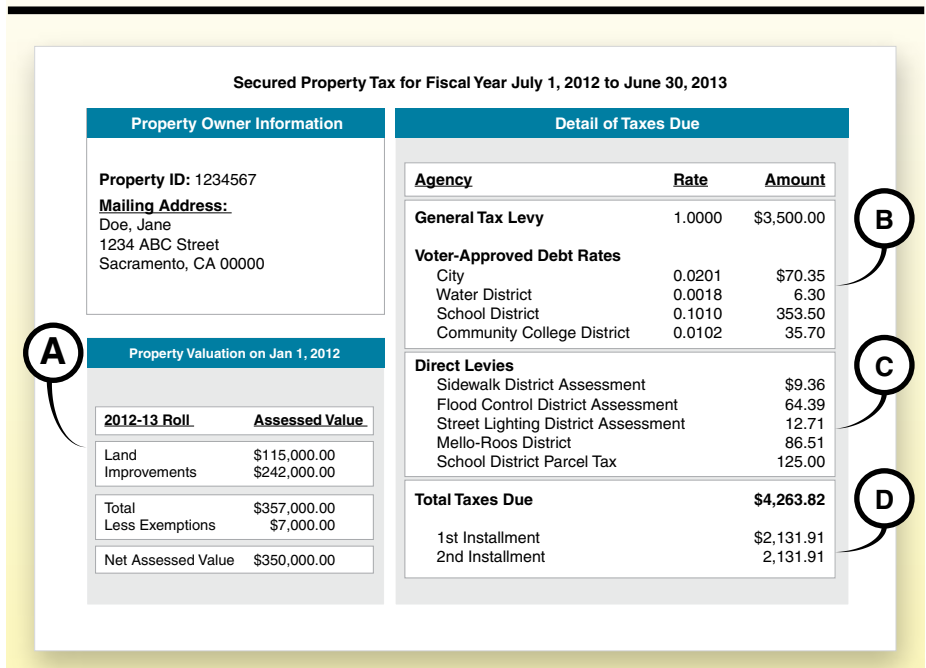 Secured Property Tax for Fiscal Year July 1, 2012 to June 30, 2013
Property Owner Information
Property ID: 1234567
Mailing Address:
Doe, Jane
1234 ABC Street
Sacramento, CA 00000
A
Property Valuation on Jan 1, 2012
2012-13 Roll Assessed Value
Land $115,000.00
Improvements $242,000.00
Total $357,000.00
Less Exemptions $7,000.00
Net Assessed Value $350,000.00
Detail of Taxes Due
Agency Rate Amount
General Tax Levy 1.0000 $3,500.00
B
Voter-Approved Debt Rates
City 0.0201 $70.35
Water District 0.0018 6.30
School District 0.1010 353.50
Community College District 0.0102 35.70
Direct Levies
C
Sidewalk District Assessment $9.36
Flood Control District Assessment 64.39
Street Lighting District Assessment 12.71
Mello-Roos District 86.51
School District Parcel Tax 125.00
Total Taxes Due $4,263.82
D
1st Installment $2,131.91
2nd Installment 2,131.91